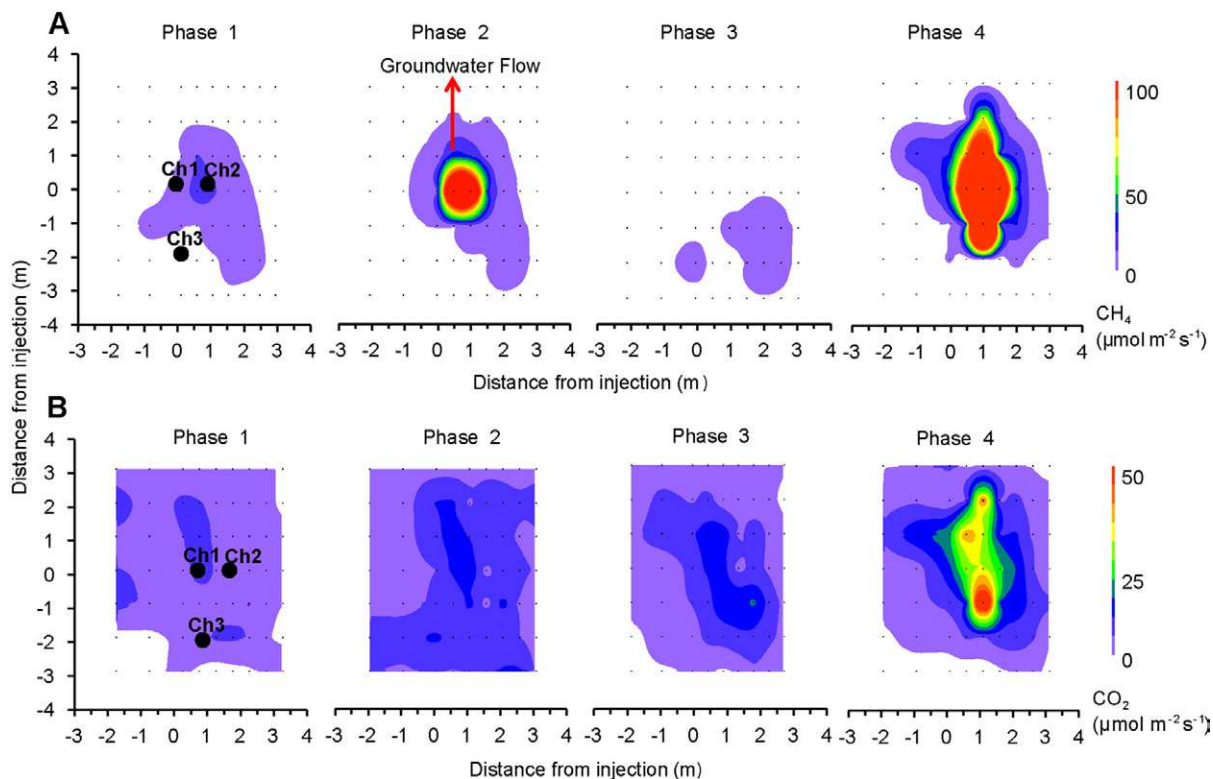 A
Phase 1
Phase 2
Phase 3
Phase 4
Groundwater Flow
Ch1
Ch2
Ch3
4
3
2
1
0
-1
-2
-3
-4
-3 -2 -1 0 1 2 3 4
-3 -2 -1 0 1 2 3 4
-3 -2 -1 0 1 2 3 4
-3 -2 -1 0 1 2 3 4
100
50
0
CH4
(µmol m-2 s-1)
Distance from injection (m)
Distance from injection (m)
B
Phase 1
Phase 2
Phase 3
Phase 4
Ch1
Ch2
Ch3
4
3
2
1
0
-1
-2
-3
-4
-3 -2 -1 0 1 2 3 4
-3 -2 -1 0 1 2 3 4
-3 -2 -1 0 1 2 3 4
-3 -2 -1 0 1 2 3 4
50
25
0
CO2
(µmol m-2 s-1)
Distance from injection (m)